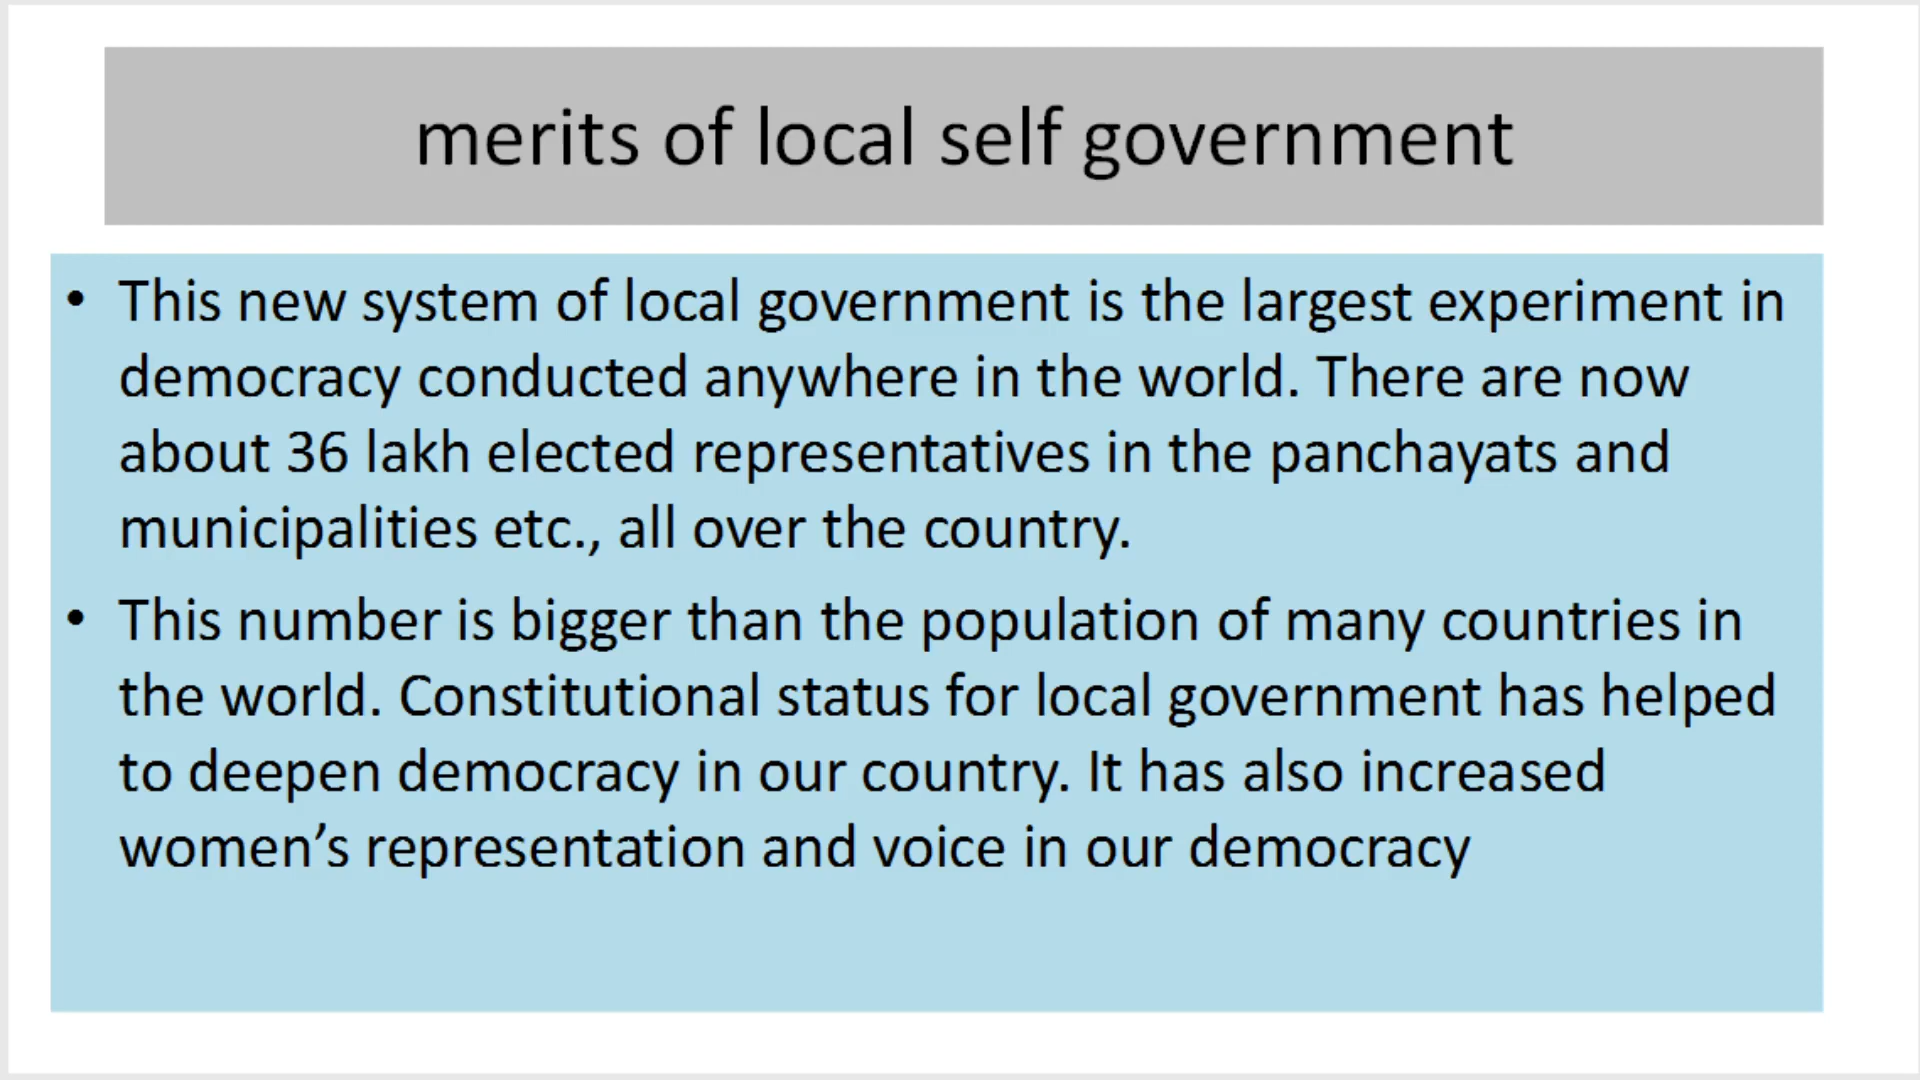 merits of local self government
• This new system of local government is the largest experiment in
democracy conducted anywhere in the world. There are now
about 36 lakh elected representatives in the panchayats and
municipalities etc., all over the country.
• This number is bigger than the population of many countries in
the world. Constitutional status for local government has helped
to deepen democracy in our country. It has also increased
women’s representation and voice in our democracy